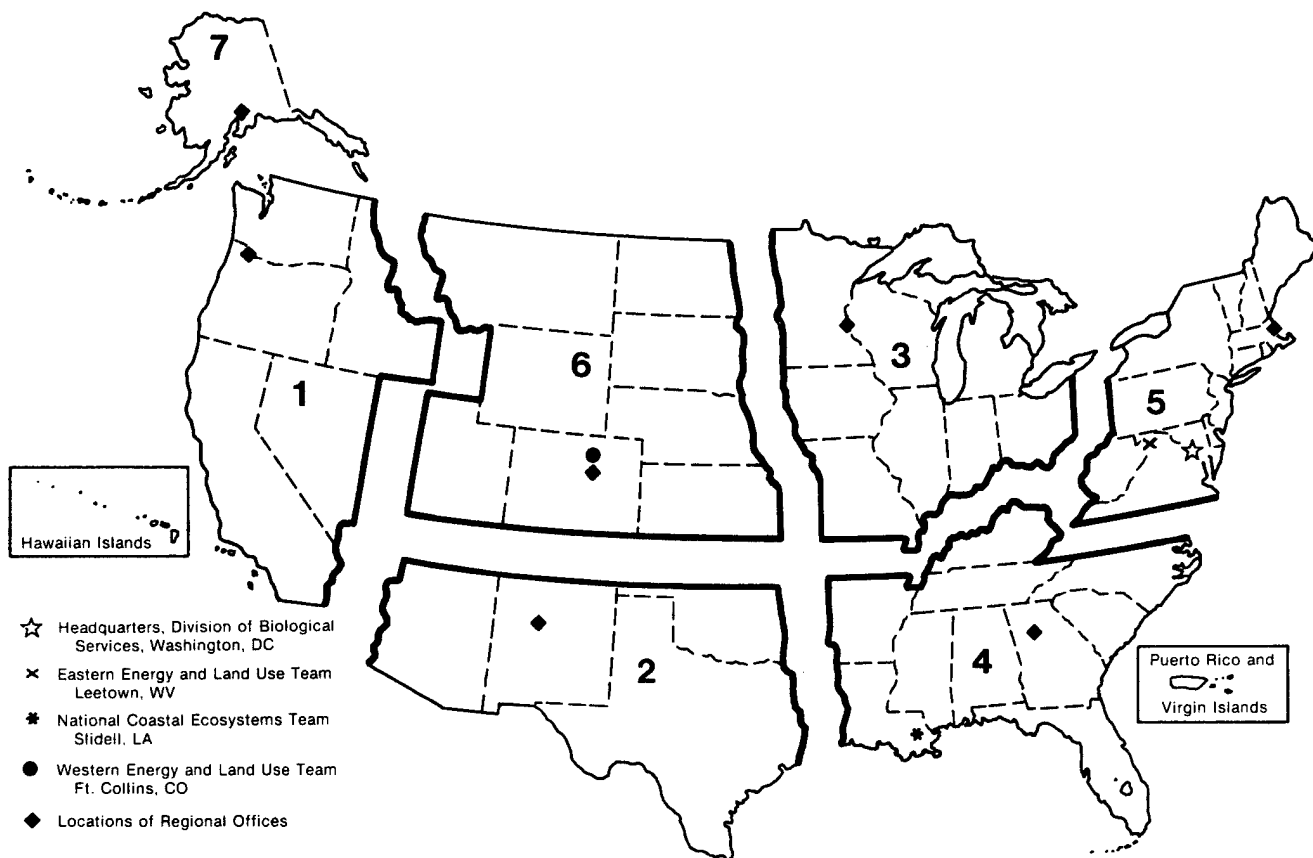 7
6
3
1
5
Hawaiian Islands
2
4
Puerto Rico and
Virgin Islands
Headquarters, Division of Biological
Services, Washington, DC
Eastern Energy and Land Use Team
Leetown, WV
National Coastal Ecosystems Team
Slidell, LA
Western Energy and Land Use Team
Ft. Collins, CO
Locations of Regional Offices